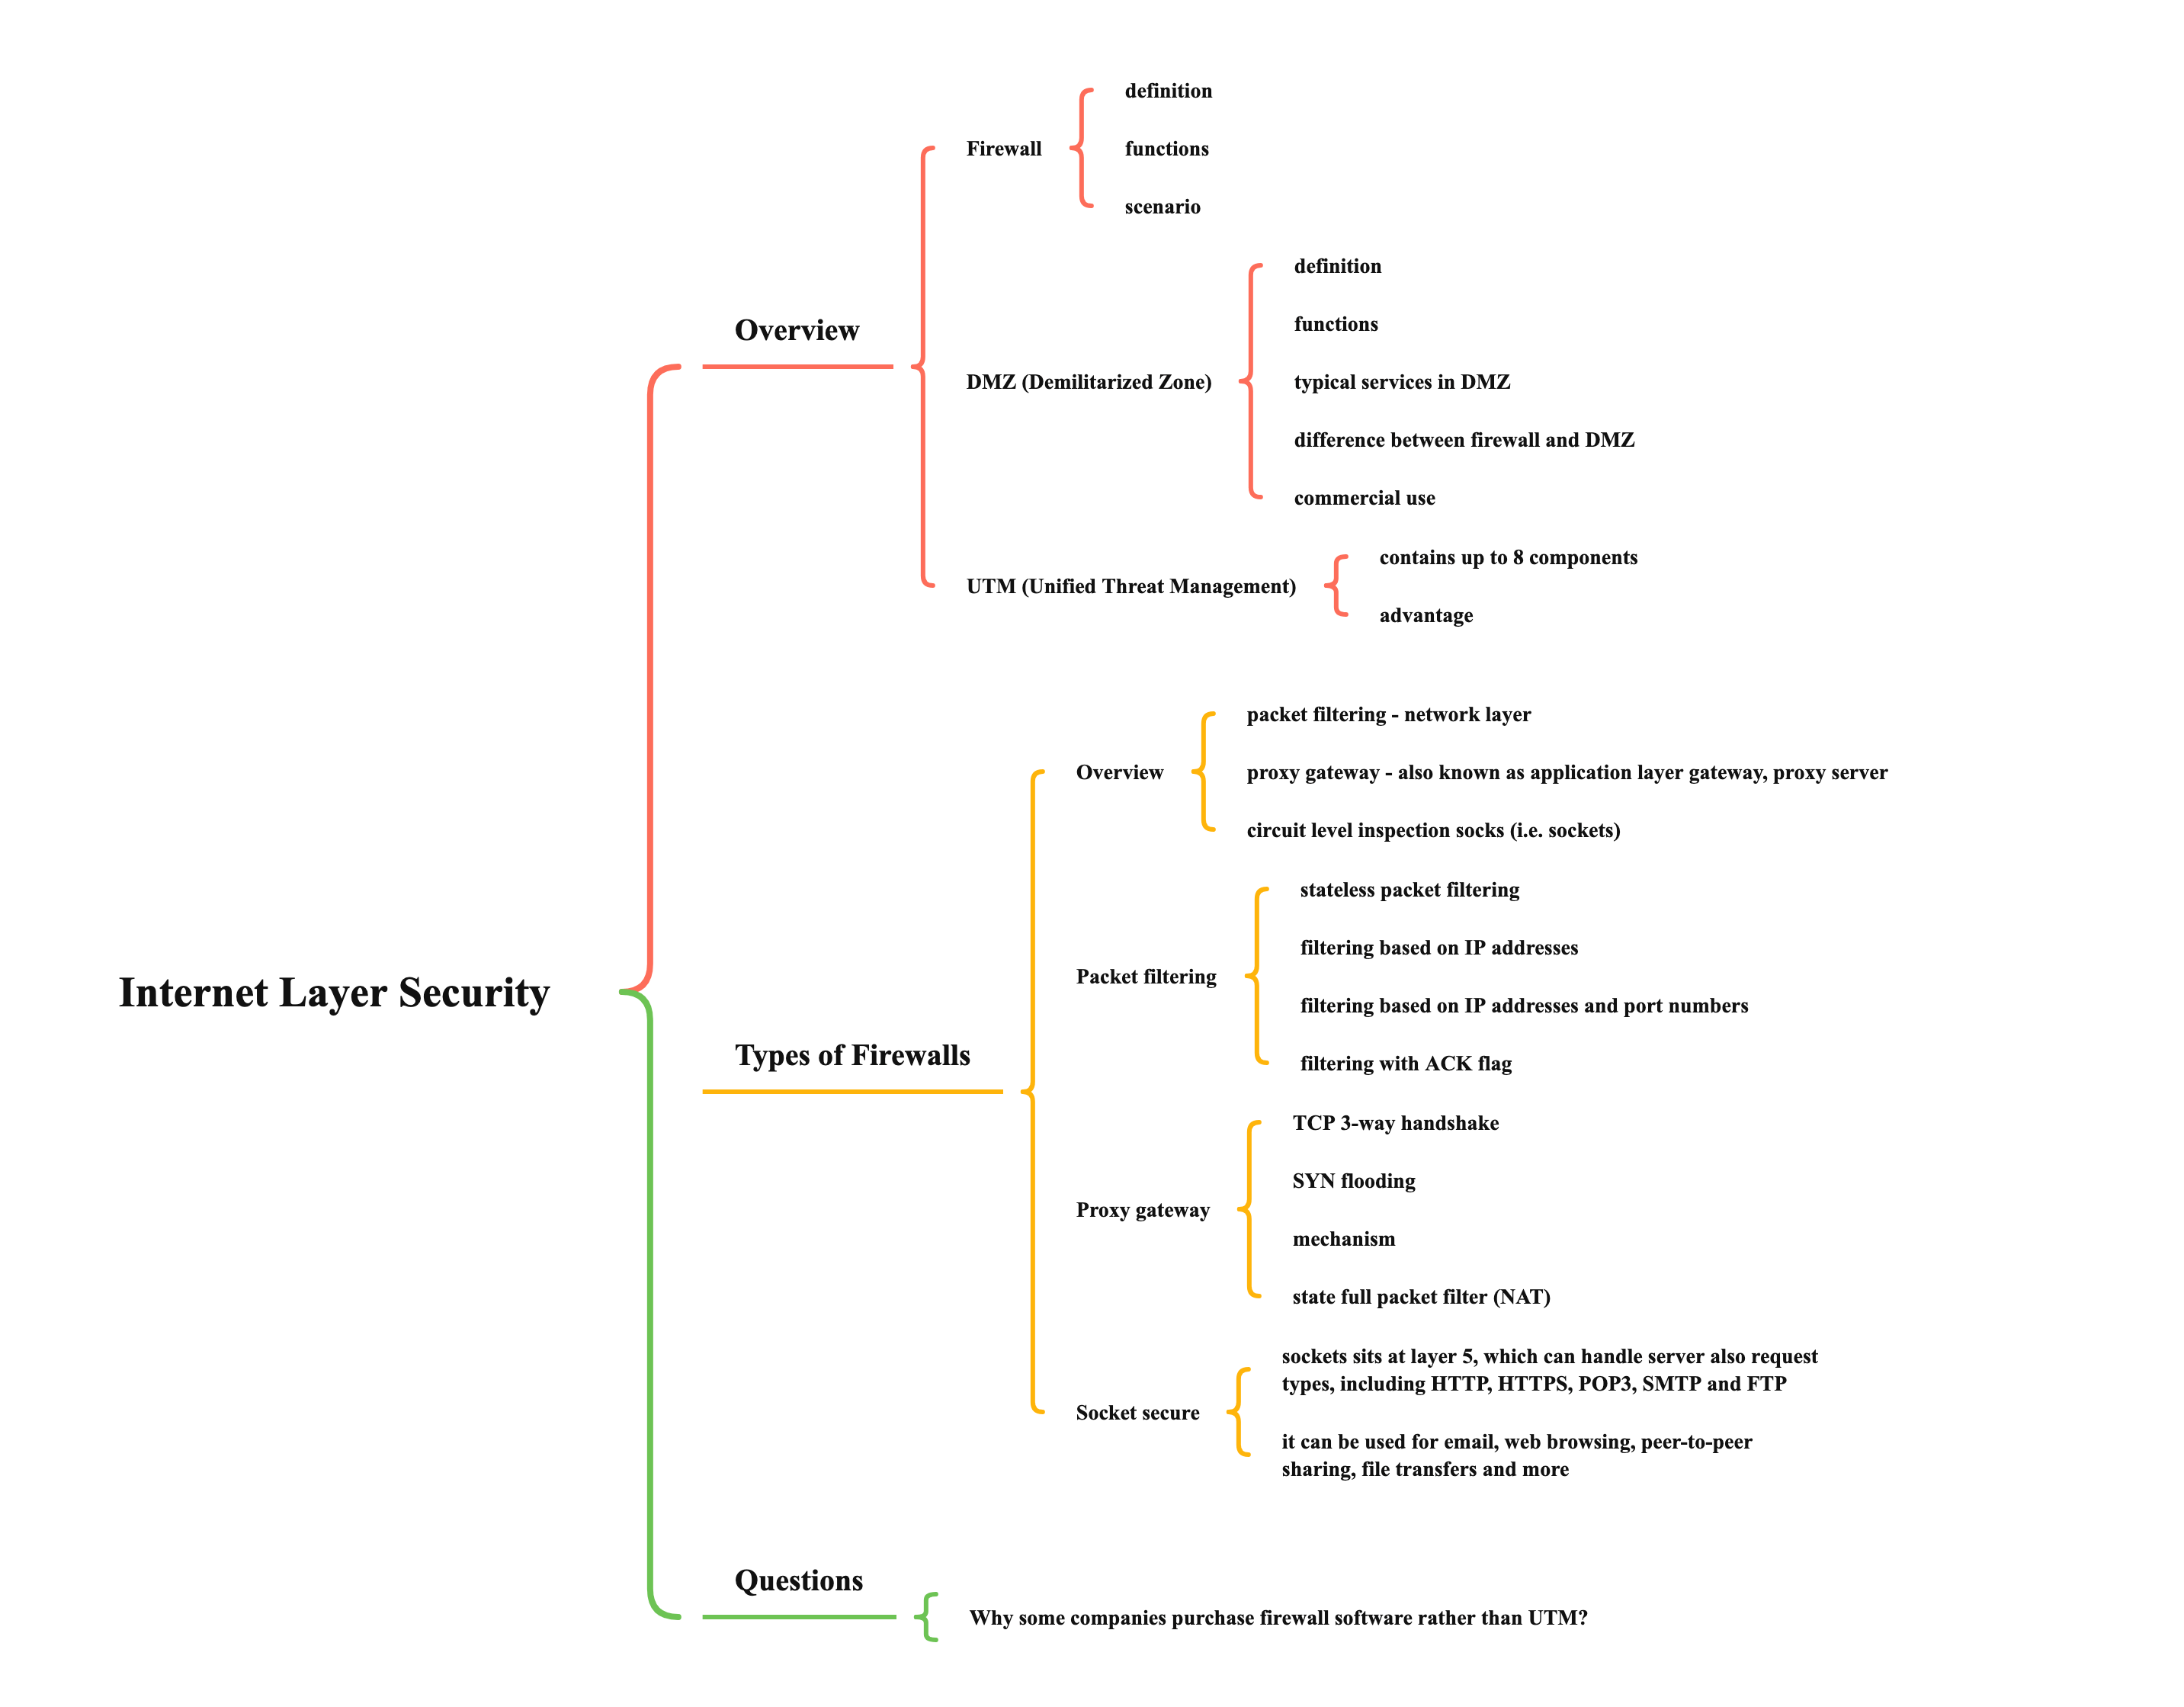 Internet Layer Security
Overview
Firewall
definition
functions
scenario
DMZ (Demilitarized Zone)
definition
functions
typical services in DMZ
difference between firewall and DMZ
commercial use
UTM (Unified Threat Management)
contains up to 8 components
advantage
Types of Firewalls
Overview
packet filtering - network layer
proxy gateway - also known as application layer gateway, proxy server
circuit level inspection socks (i.e. sockets)
Packet filtering
stateless packet filtering
filtering based on IP addresses
filtering based on IP addresses and port numbers
filtering with ACK flag
Proxy gateway
TCP 3-way handshake
SYN flooding
mechanism
state full packet filter (NAT)
Socket secure
sockets sits at layer 5, which can handle server also request
types, including HTTP, HTTPS, POP3, SMTP and FTP
it can be used for email, web browsing, peer-to-peer
sharing, file transfers and more
Questions
Why some companies purchase firewall software rather than UTM?